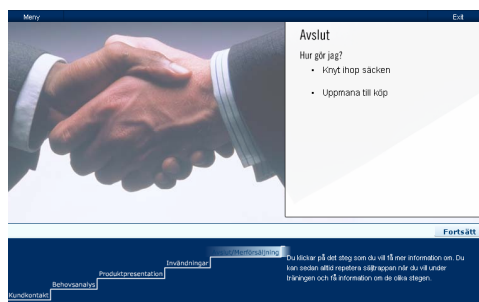 Meny
Exit
Avslut
Hur gör jag?
• Knyt ihop säcken
• Uppmana till köp
Fortsätt
Avslut/Merförsäljning
Invändningar
Produktpresentation
Behovsanalys
Kundkontakt
Du klickar på det steg som du vill få mer information om. Du
kan sedan alltid repetera säljtrappan när du vill under
träningen och få information om de olika stegen.